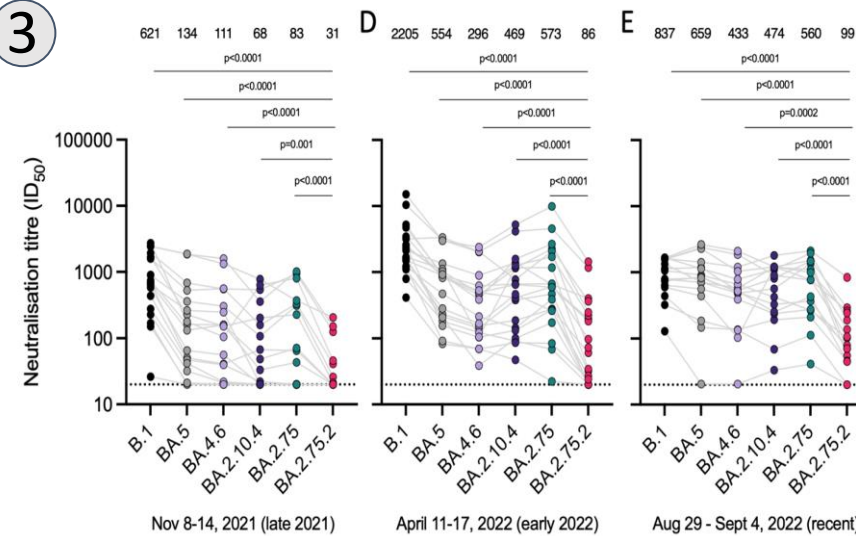 3
621 134 111 68 83 31
p<0.0001
p<0.0001
p<0.0001
p=0.001
p<0.0001
Neutralisation titre (ID50)
100000
10000
1000
100
10
B.1
BA.5
BA.4.6
BA.2.10.4
BA.2.75
BA.2.75.2
Nov 8-14, 2021 (late 2021)
D
2205 554 296 469 573 86
p<0.0001
p<0.0001
p<0.0001
p<0.0001
p<0.0001
B.1
BA.5
BA.4.6
BA.2.10.4
BA.2.75
BA.2.75.2
April 11-17, 2022 (early 2022)
E
837 659 433 474 560 99
p<0.0001
p<0.0001
p=0.0002
p<0.0001
p<0.0001
B.1
BA.5
BA.4.6
BA.2.10.4
BA.2.75
BA.2.75.2
Aug 29 - Sept 4, 2022 (recent)